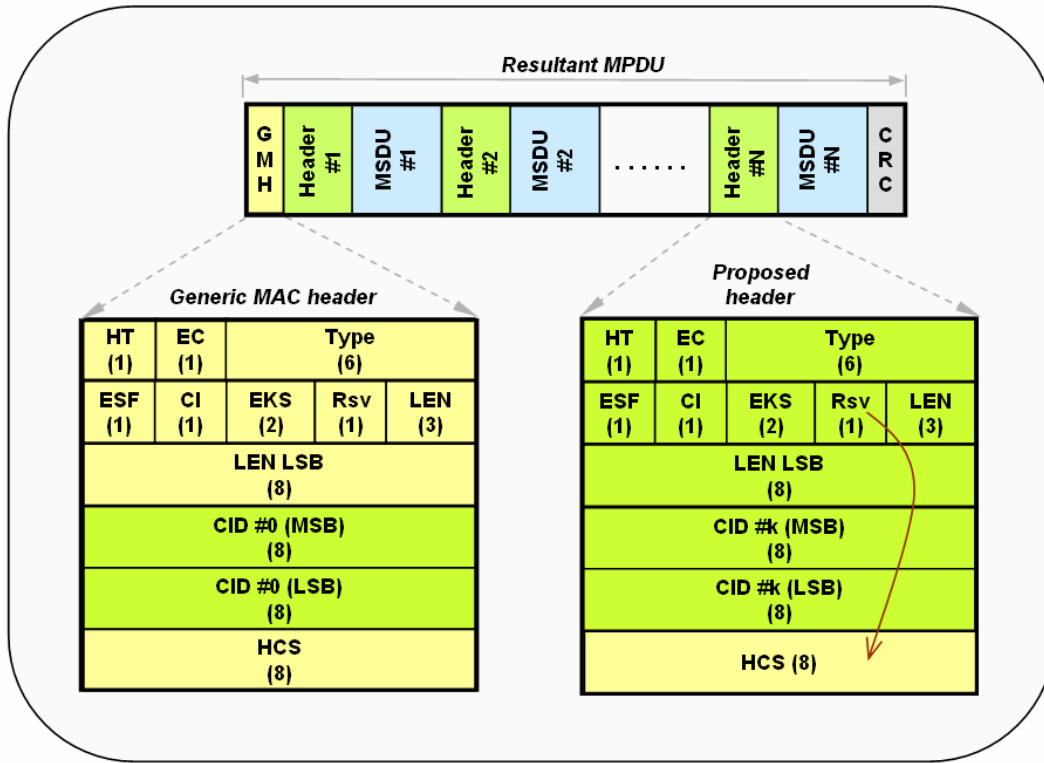 Resultant MPDU
G
M
H
Header
#1
MSDU
#1
Header
#2
MSDU
#2
. . . . . .
Header
#N
MSDU
#N
C
R
C
Generic MAC header
HT
(1)
EC
(1)
Type
(6)
ESF
(1)
CI
(1)
EKS
(2)
Rsv
(1)
LEN
(3)
LEN LSB
(8)
CID #0 (MSB)
(8)
CID #0 (LSB)
(8)
HCS
(8)
Proposed
header
HT
(1)
EC
(1)
Type
(6)
ESF
(1)
CI
(1)
EKS
(2)
Rsv
(1)
LEN
(3)
LEN LSB
(8)
CID #k (MSB)
(8)
CID #k (LSB)
(8)
HCS (8)